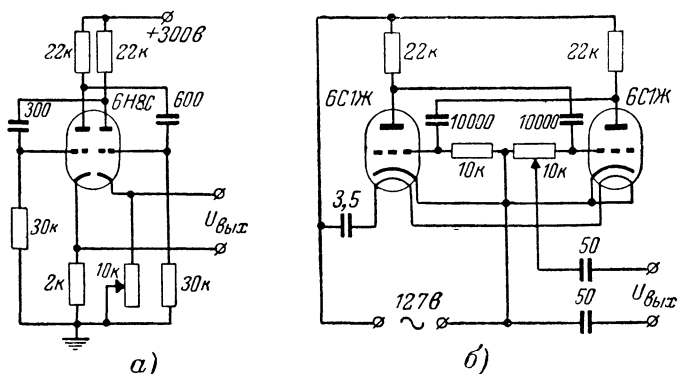 +300в
22к 22к
300 6Н8С 600
30к
Uвых
2к 10к 30к
а)
22к 22к
6С1Ж 6С1Ж
10000 10000
10к 10к
3,5
50
127в
50 Uвых
~
б)